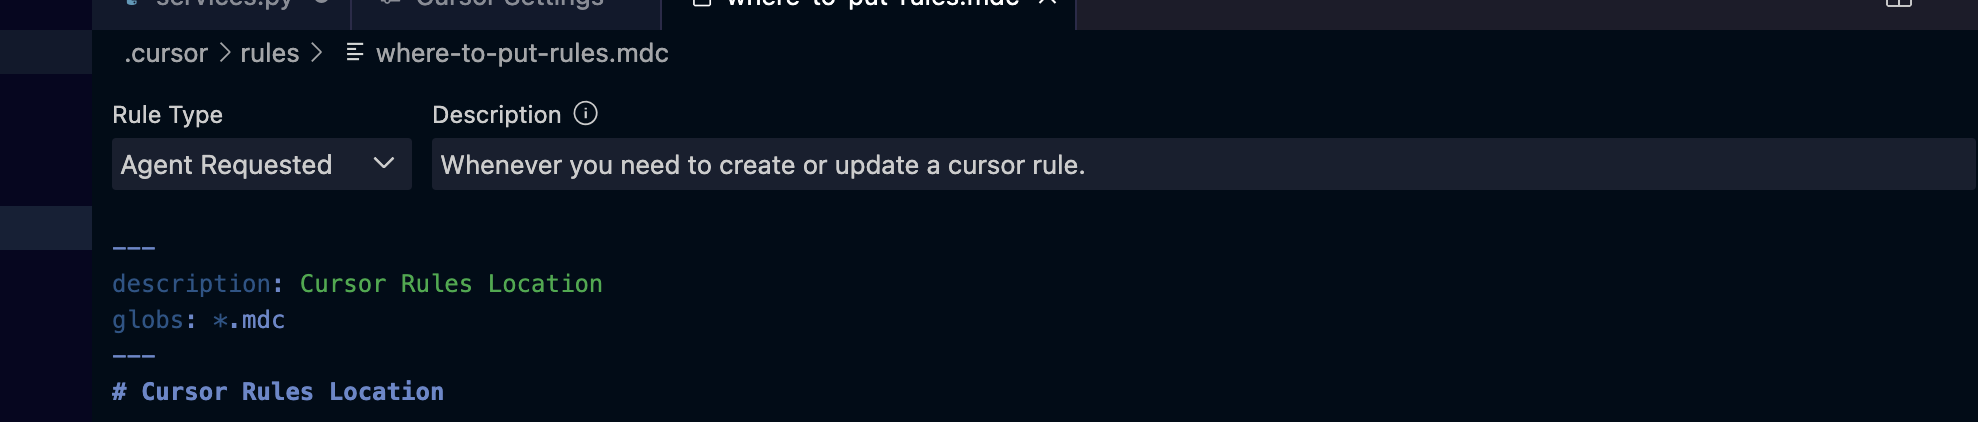 services.py Cursor Settings where-to-put-rules.mdc
.cursor > rules > where-to-put-rules.mdc
Rule Type Description
Agent Requested Whenever you need to create or update a cursor rule.
---
description: Cursor Rules Location
globs: *.mdc
---
# Cursor Rules Location